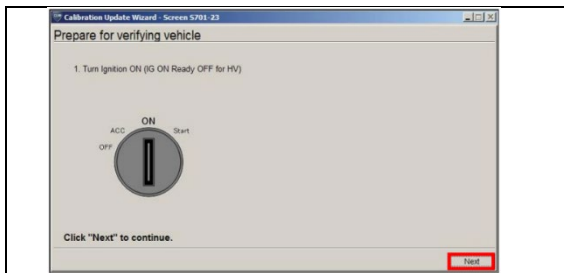 Calibration Update Wizard - Screen S701-23
Prepare for verifying vehicle
1. Turn Ignition ON (IG ON Ready OFF for HV)
ON
ACC
Start
OFF
Click "Next" to continue.
Next